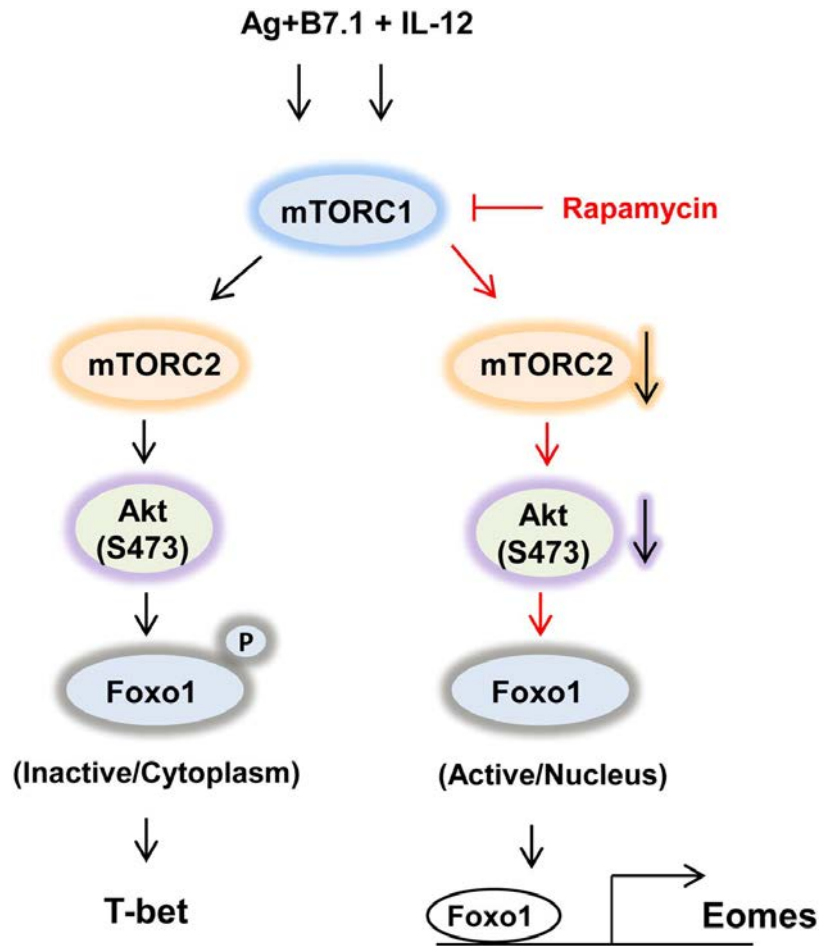 Ag+B7.1 + IL-12
mTORC1
Rapamycin
mTORC2
mTORC2
Akt
(S473)
Akt
(S473)
P
Foxo1
Foxo1
(Inactive/Cytoplasm)
(Active/Nucleus)
T-bet
Foxo1
Eomes